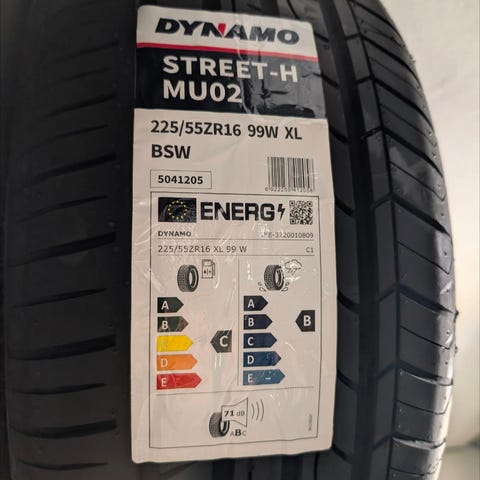 DYNAMO
STREET-H
MU02
225/55ZR16 99W XL
BSW
5041205
ENERG
DYNAMO
225/55ZR16 XL 99 W C1
A A
B B B
C C
D D
E E
71 dB
ABC